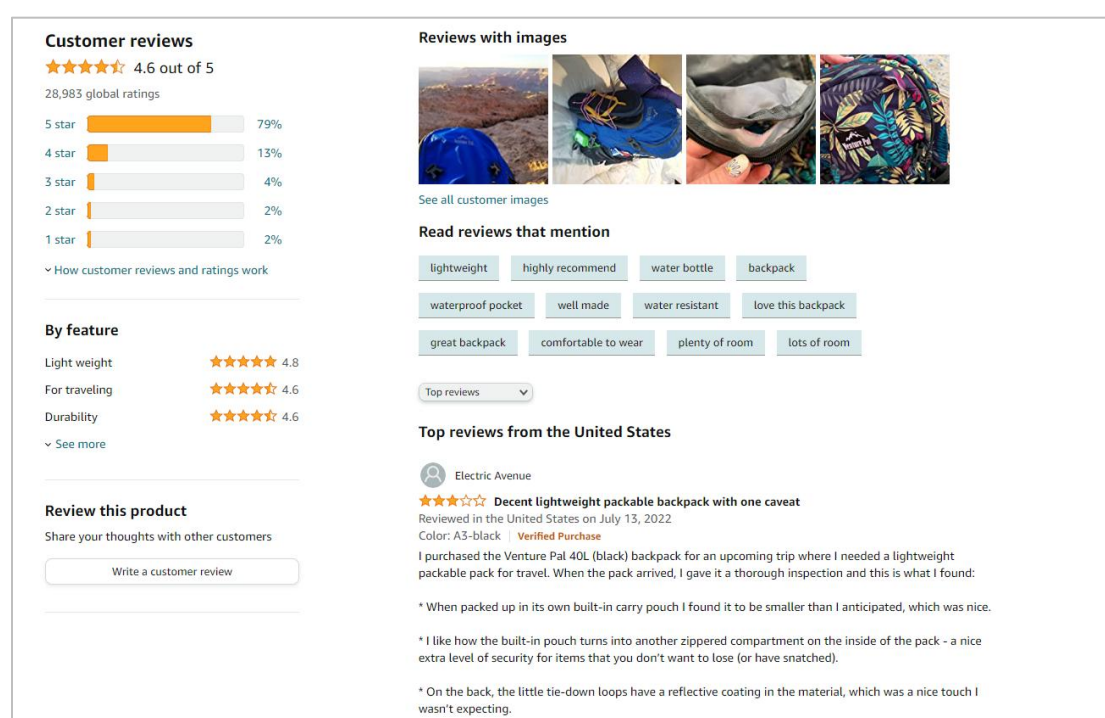 Customer reviews
4.6 out of 5
28,983 global ratings
5 star 79%
4 star 13%
3 star 4%
2 star 2%
1 star 2%
How customer reviews and ratings work
By feature
Light weight 4.8
For traveling 4.6
Durability 4.6
See more
Review this product
Share your thoughts with other customers
Write a customer review
Reviews with images
Venture Pal
See all customer images
Read reviews that mention
lightweight highly recommend water bottle backpack
waterproof pocket well made water resistant love this backpack
great backpack comfortable to wear plenty of room lots of room
Top reviews
Top reviews from the United States
Electric Avenue
Decent lightweight packable backpack with one caveat
Reviewed in the United States on July 13, 2022
Color: A3-black | Verified Purchase
I purchased the Venture Pal 40L (black) backpack for an upcoming trip where I needed a lightweight
packable pack for travel. When the pack arrived, I gave it a thorough inspection and this is what I found:
* When packed up in its own built-in carry pouch I found it to be smaller than I anticipated, which was nice.
* I like how the built-in pouch turns into another zippered compartment on the inside of the pack - a nice
extra level of security for items that you don't want to lose (or have snatched).
* On the back, the little tie-down loops have a reflective coating in the material, which was a nice touch I
wasn't expecting.